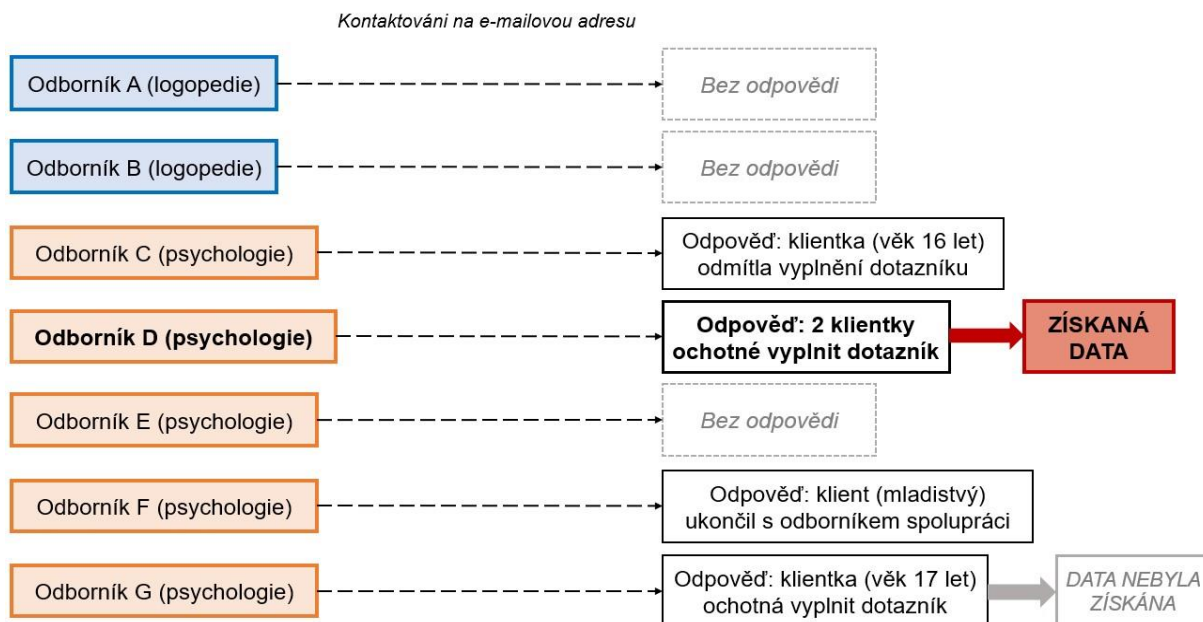 Kontaktováni na e-mailovou adresu
Odborník A (logopedie)
Bez odpovědi
Odborník B (logopedie)
Bez odpovědi
Odborník C (psychologie)
Odpověď: klientka (věk 16 let)
odmítla vyplnění dotazníku
Odborník D (psychologie)
Odpověď: 2 klientky
ochotné vyplnit dotazník
ZÍSKANÁ
DATA
Odborník E (psychologie)
Bez odpovědi
Odborník F (psychologie)
Odpověď: klient (mladistvý)
ukončil s odborníkem spolupráci
Odborník G (psychologie)
Odpověď: klientka (věk 17 let)
ochotná vyplnit dotazník
DATA NEBYLA
ZÍSKÁNA